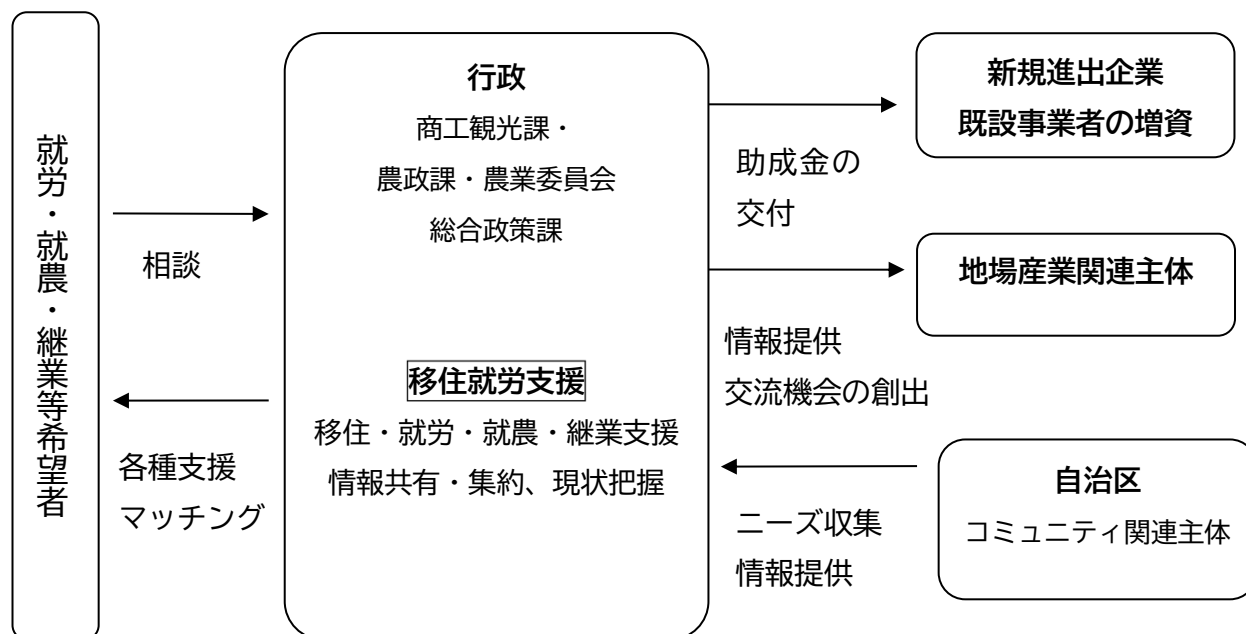 就労・就農・継業等希望者
相談
各種支援
マッチング
行政
商工観光課・
農政課・農業委員会
総合政策課
移住就労支援
移住・就労・就農・継業支援
情報共有・集約、現状把握
助成金の
交付
情報提供
交流機会の創出
ニーズ収集
情報提供
新規進出企業
既設事業者の増資
地場産業関連主体
自治区
コミュニティ関連主体